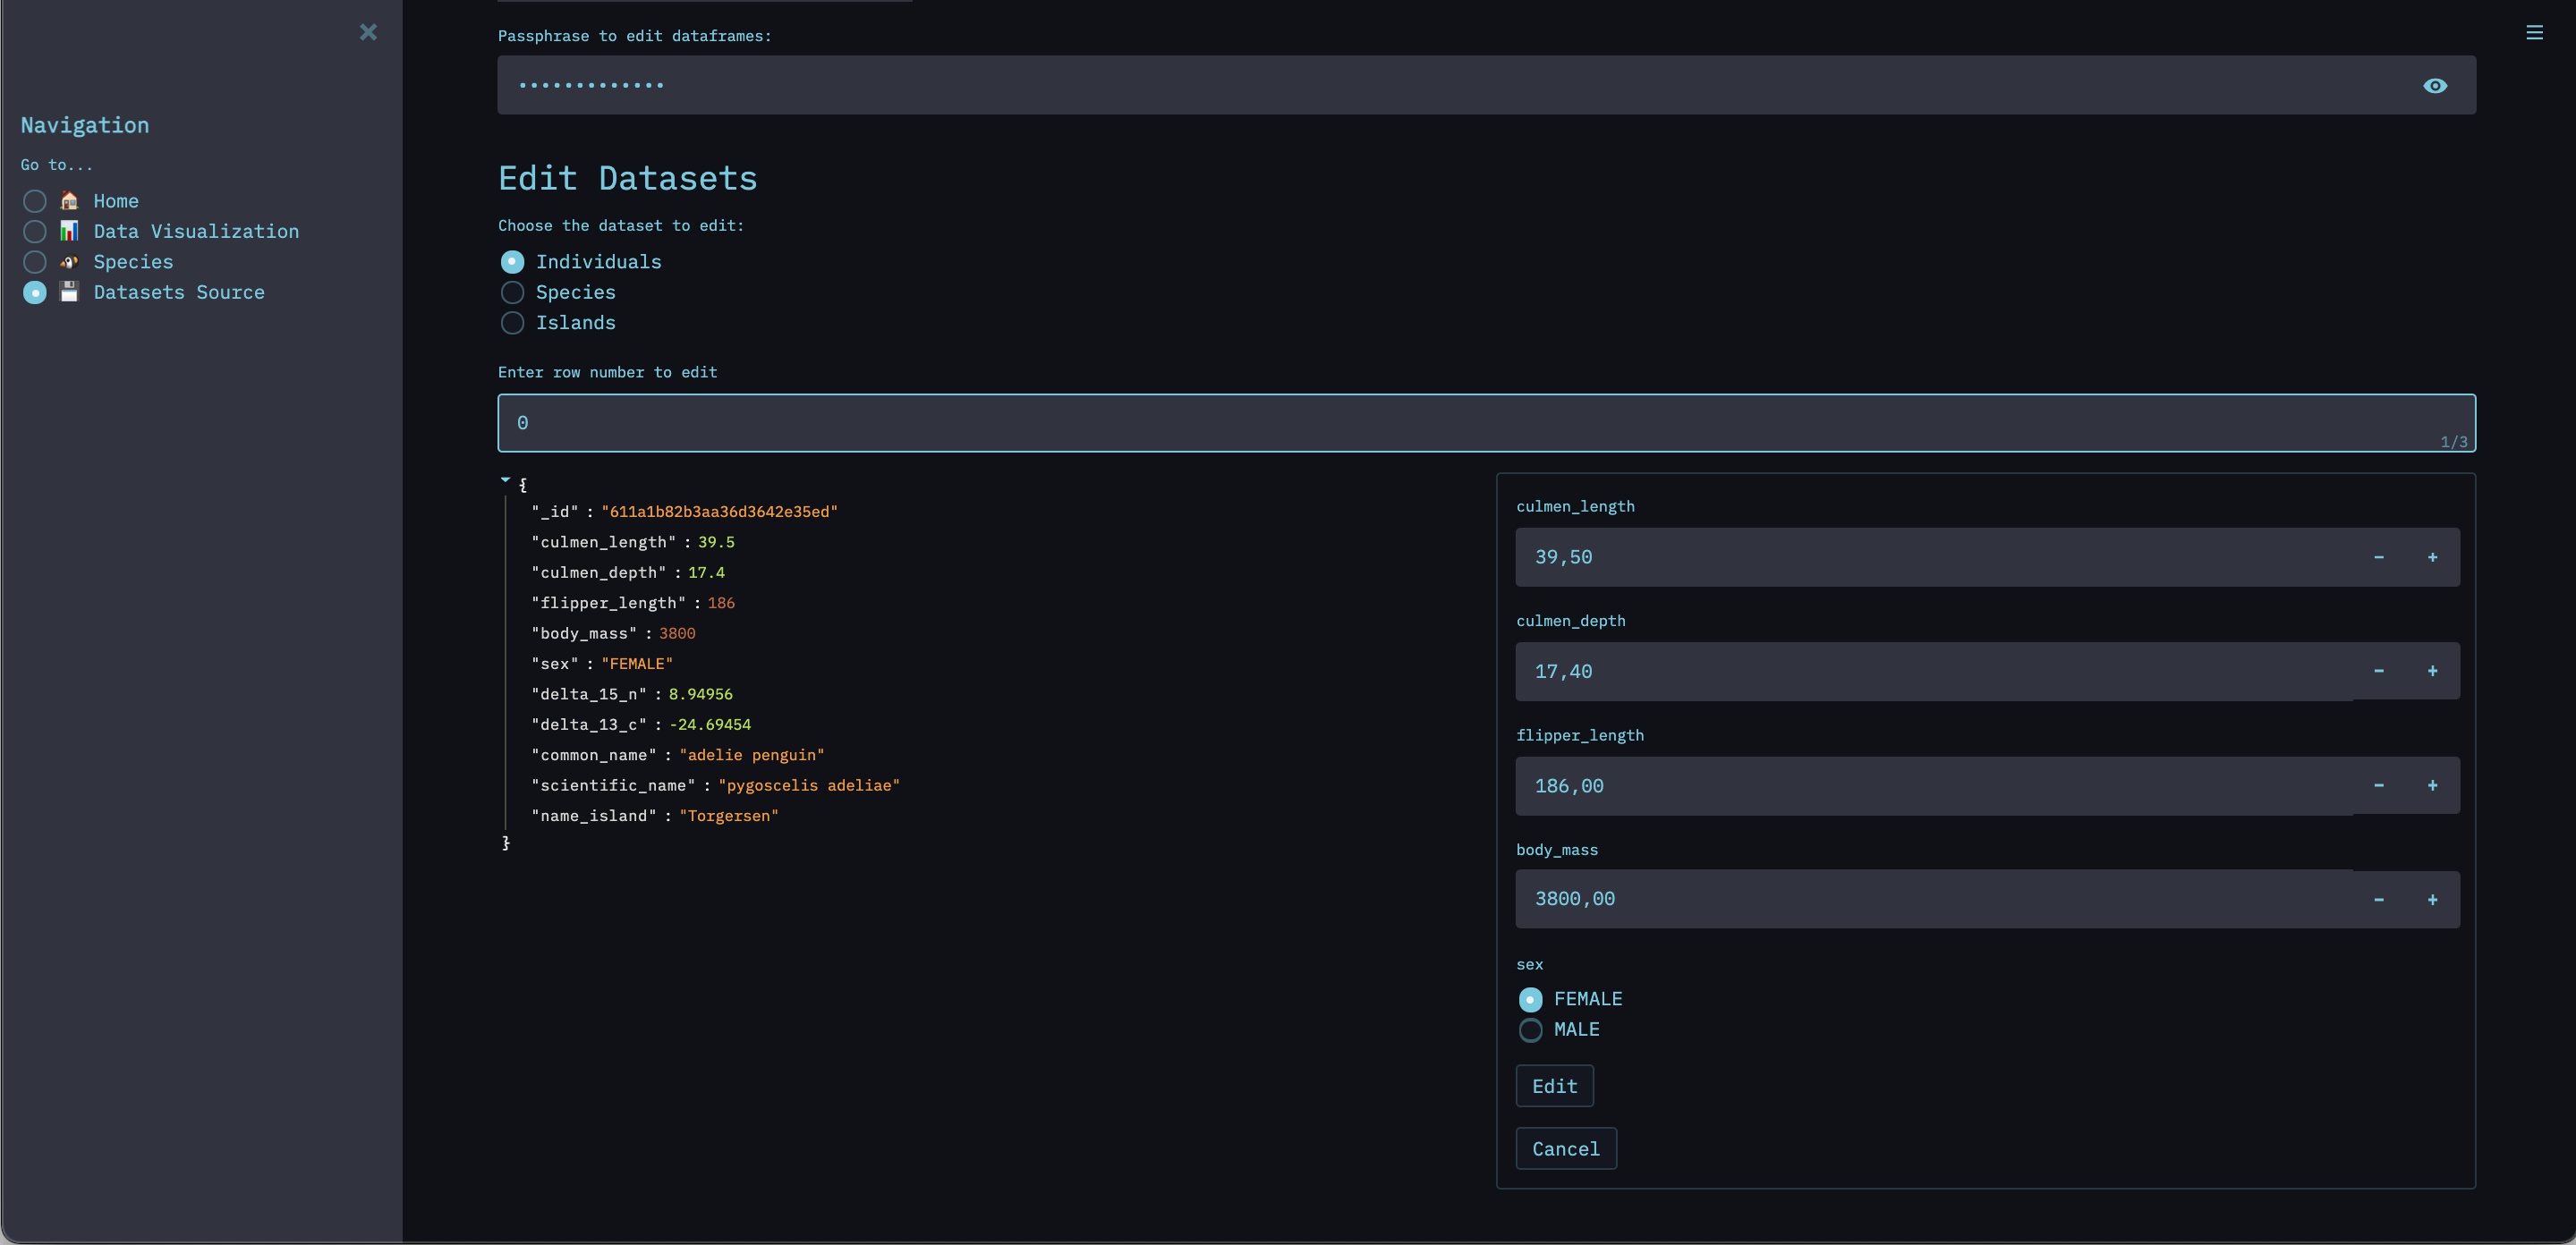 Navigation
Go to...
Home
Data Visualization
Species
Datasets Source
Passphrase to edit dataframes:
•••••••••••••
Edit Datasets
Choose the dataset to edit:
Individuals
Species
Islands
Enter row number to edit
0
1/3
{
"_id" : "611a1b82b3aa36d3642e35ed"
"culmen_length" : 39.5
"culmen_depth" : 17.4
"flipper_length" : 186
"body_mass" : 3800
"sex" : "FEMALE"
"delta_15_n" : 8.94956
"delta_13_c" : -24.69454
"common_name" : "adelie penguin"
"scientific_name" : "pygoscelis adeliae"
"name_island" : "Torgersen"
}
culmen_length
39,50 - +
culmen_depth
17,40 - +
flipper_length
186,00 - +
body_mass
3800,00 - +
sex
FEMALE
MALE
Edit
Cancel